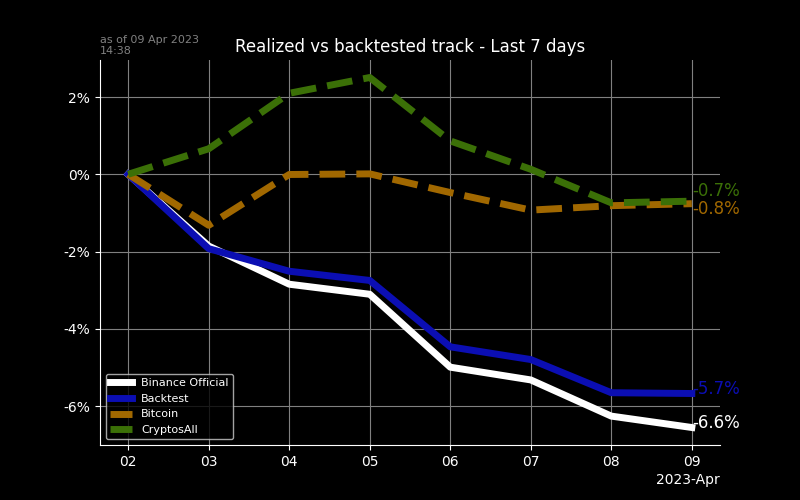 as of 09 Apr 2023
14:38
Realized vs backtested track - Last 7 days
2%
0%
-2%
-4%
-6%
-0.7%
-0.8%
-5.7%
-6.6%
Binance Official
Backtest
Bitcoin
CryptosAll
02 03 04 05 06 07 08 09
2023-Apr